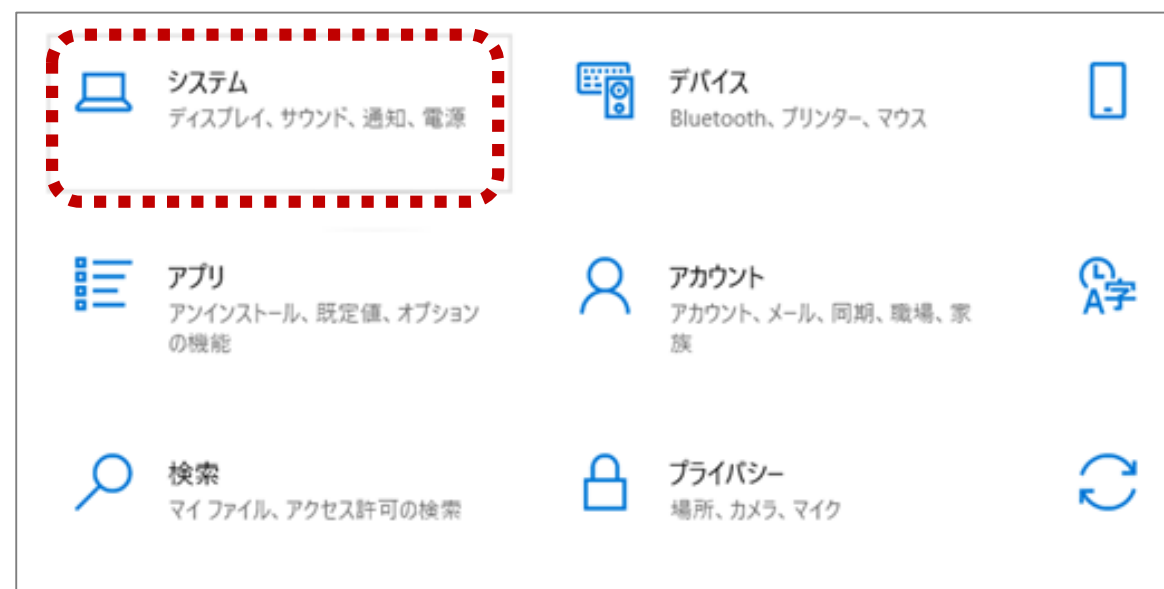 システム
ディスプレイ、サウンド、通知、電源
デバイス
Bluetooth、プリンター、マウス
アプリ
アンインストール、既定値、オプション
の機能
アカウント
アカウント、メール、同期、職場、家
族
A字
検索
マイ ファイル、アクセス許可の検索
プライバシー
場所、カメラ、マイク